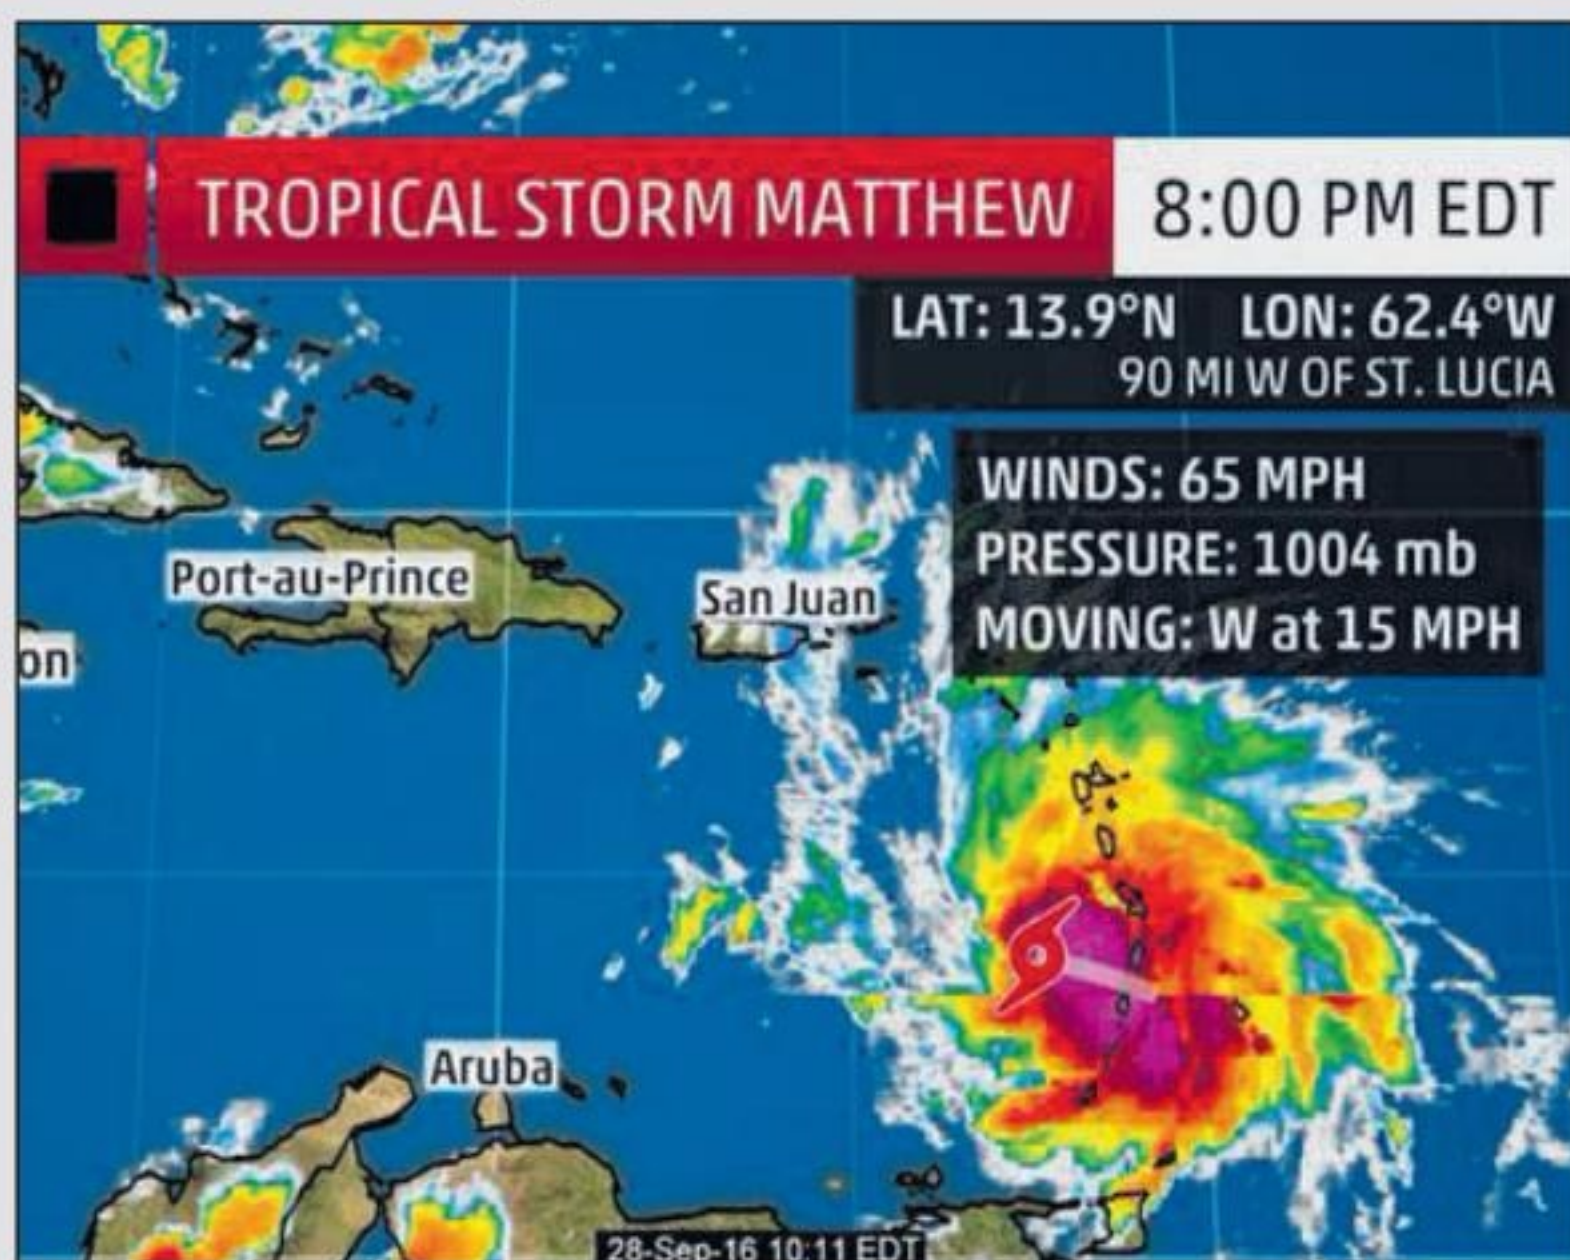 TROPICAL STORM MATTHEW 8:00 PM EDT
LAT: 13.9°N LON: 62.4°W
90 MI W OF ST. LUCIA
WINDS: 65 MPH
PRESSURE: 1004 mb
MOVING: W at 15 MPH
Port-au-Prince
San Juan
on
Aruba
28-Sep-16 10:11 EDT